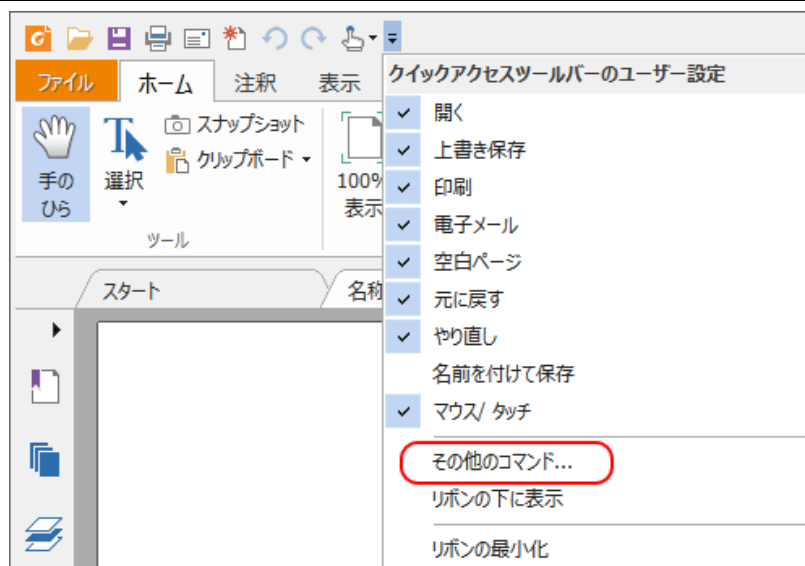 クイックアクセスツールバーのユーザー設定
ファイル
ホーム
注釈
表示
開く
上書き保存
印刷
電子メール
空白ページ
元に戻す
やり直し
名前を付けて保存
マウス/ タッチ
その他のコマンド...
リボンの下に表示
リボンの最小化
手の
ひら
選択
スナップショット
クリップボード
100%
表示
ツール
スタート
名称